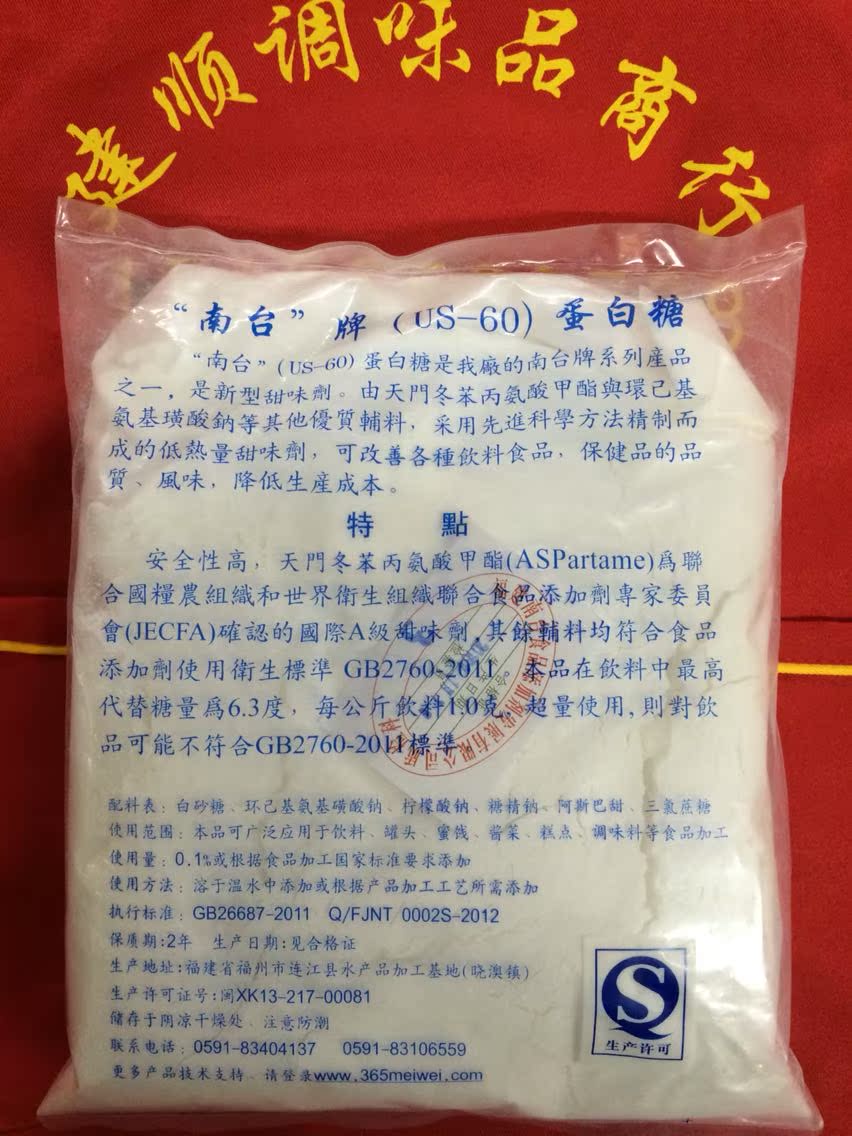 健顺调味品商行
“南台” 牌 (US-60) 蛋白糖
“南台”(US-60)蛋白糖是我廠的南台牌系列産品
之一，是新型甜味劑。由天門冬苯丙氨酸甲酯與環己基
氨基璜酸鈉等其他優質輔料，采用先進科學方法精制而
成的低熱量甜味劑，可改善各種飲料食品，保健品的品
質、風味，降低生産成本。
特 點
安全性高，天門冬苯丙氨酸甲酯(ASPartame)爲聯
合國糧農組織和世界衛生組織聯合食品添加劑專家委員
會(JECFA)確認的國際A級甜味劑,其餘輔料均符合食品
添加劑使用衛生標準 GB2760-2011 本品在飲料中最高
代替糖量爲6.3度，每公斤飲料1.0克，超量使用,則對飲
品可能不符合GB2760-2011標準。
配料表：白砂糖、环己基氨基磺酸钠、柠檬酸钠、糖精钠、阿斯巴甜、三氯蔗糖
使用范围：本品可广泛应用于饮料、罐头、蜜饯、酱菜、糕点、调味料等食品加工
使用量：0.1%或根据食品加工国家标准要求添加
使用方法：溶于温水中添加或根据产品加工工艺所需添加
执行标准：GB26687-2011 Q/FJNT 0002S-2012
保质期:2年 生产日期:见合格证
生产地址:福建省福州市连江县水产品加工基地(晓澳镇)
生产许可证号:闽XK13-217-00081
储存于阴凉干燥处、注意防潮
联系电话：0591-83404137 0591-83106559
更多产品技术支持、请登录www.365meiwei.com
生产许可